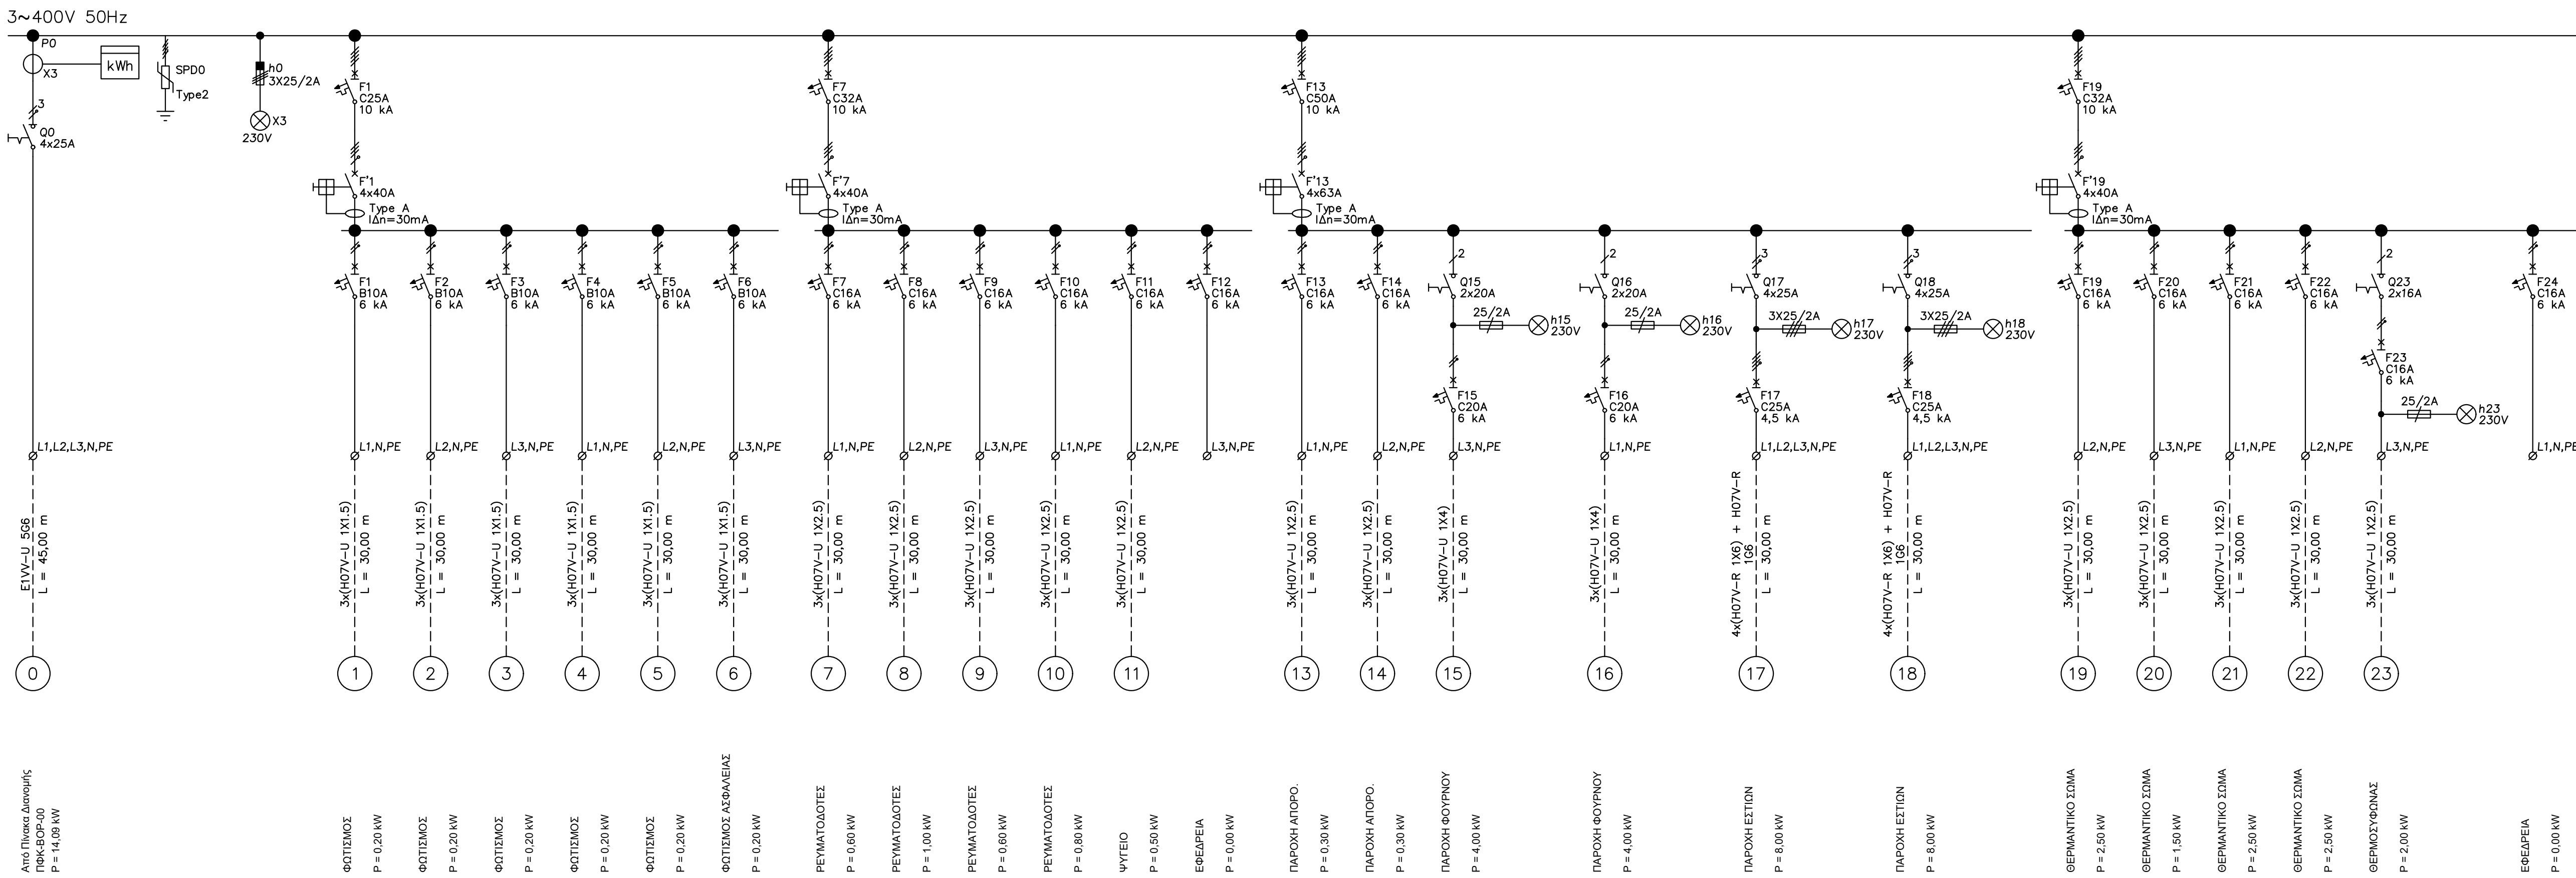 3~400V 50Hz
P0
X3
kWh
3
Q0
4x25A
SPD0
Type2
h0
3X25/2A
X3
230V
F1
C25A
10 kA
F'1
4x40A
Type A
IΔn=30mA
F7
C32A
10 kA
F'7
4x40A
Type A
IΔn=30mA
F13
C50A
10 kA
F'13
4x63A
Type A
IΔn=30mA
F19
C32A
10 kA
F'19
4x40A
Type A
IΔn=30mA
F1
B10A
6 kA
F2
B10A
6 kA
F3
B10A
6 kA
F4
B10A
6 kA
F5
B10A
6 kA
F6
B10A
6 kA
F7
C16A
6 kA
F8
C16A
6 kA
F9
C16A
6 kA
F10
C16A
6 kA
F11
C16A
6 kA
F12
C16A
6 kA
F13
C16A
6 kA
F14
C16A
6 kA
2
Q15
2x20A
25/2A
h15
230V
F15
C20A
6 kA
2
Q16
2x20A
25/2A
h16
230V
F16
C20A
6 kA
3
Q17
4x25A
3X25/2A
h17
230V
F17
C25A
4,5 kA
3
Q18
4x25A
3X25/2A
h18
230V
F18
C25A
4,5 kA
F19
C16A
6 kA
F20
C16A
6 kA
F21
C16A
6 kA
F22
C16A
6 kA
2
Q23
2x16A
F23
C16A
6 kA
25/2A
h23
230V
F24
C16A
6 kA
L1,L2,L3,N,PE
L1,N,PE
L2,N,PE
L3,N,PE
L1,N,PE
L2,N,PE
L3,N,PE
L1,N,PE
L2,N,PE
L3,N,PE
L1,N,PE
L2,N,PE
L3,N,PE
L1,N,PE
L2,N,PE
L3,N,PE
L1,N,PE
L1,L2,L3,N,PE
L1,L2,L3,N,PE
L2,N,PE
L3,N,PE
L1,N,PE
L2,N,PE
L3,N,PE
L1,N,PE
E1VV-U 5G6
L = 45,00 m
3x(H07V-U 1X1.5)
L = 30,00 m
3x(H07V-U 1X1.5)
L = 30,00 m
3x(H07V-U 1X1.5)
L = 30,00 m
3x(H07V-U 1X1.5)
L = 30,00 m
3x(H07V-U 1X1.5)
L = 30,00 m
3x(H07V-U 1X1.5)
L = 30,00 m
3x(H07V-U 1X2.5)
L = 30,00 m
3x(H07V-U 1X2.5)
L = 30,00 m
3x(H07V-U 1X2.5)
L = 30,00 m
3x(H07V-U 1X2.5)
L = 30,00 m
3x(H07V-U 1X2.5)
L = 30,00 m
3x(H07V-U 1X2.5)
L = 30,00 m
3x(H07V-U 1X2.5)
L = 30,00 m
3x(H07V-U 1X4)
L = 30,00 m
3x(H07V-U 1X4)
L = 30,00 m
4x(H07V-R 1X6) + H07V-R
1G6
L = 30,00 m
4x(H07V-R 1X6) + H07V-R
1G6
L = 30,00 m
3x(H07V-U 1X2.5)
L = 30,00 m
3x(H07V-U 1X2.5)
L = 30,00 m
3x(H07V-U 1X2.5)
L = 30,00 m
3x(H07V-U 1X2.5)
L = 30,00 m
3x(H07V-U 1X2.5)
L = 30,00 m
0
1
2
3
4
5
6
7
8
9
10
11
13
14
15
16
17
18
19
20
21
22
23
Από Πίνακα Διανομής
ΠΦΚ-ΒΟΡ-00
P = 14,09 kW
ΦΩΤΙΣΜΟΣ
P = 0,20 kW
ΦΩΤΙΣΜΟΣ
P = 0,20 kW
ΦΩΤΙΣΜΟΣ
P = 0,20 kW
ΦΩΤΙΣΜΟΣ
P = 0,20 kW
ΦΩΤΙΣΜΟΣ
P = 0,20 kW
ΦΩΤΙΣΜΟΣ ΑΣΦΑΛΕΙΑΣ
P = 0,20 kW
ΡΕΥΜΑΤΟΔΟΤΕΣ
P = 0,60 kW
ΡΕΥΜΑΤΟΔΟΤΕΣ
P = 1,00 kW
ΡΕΥΜΑΤΟΔΟΤΕΣ
P = 0,60 kW
ΡΕΥΜΑΤΟΔΟΤΕΣ
P = 0,80 kW
ΨΥΓΕΙΟ
P = 0,50 kW
ΕΦΕΔΡΕΙΑ
P = 0,00 kW
ΠΑΡΟΧΗ ΑΠΟΡΟ.
P = 0,30 kW
ΠΑΡΟΧΗ ΑΠΟΡΟ.
P = 0,30 kW
ΠΑΡΟΧΗ ΦΟΥΡΝΟΥ
P = 4,00 kW
ΠΑΡΟΧΗ ΦΟΥΡΝΟΥ
P = 4,00 kW
ΠΑΡΟΧΗ ΕΣΤΙΩΝ
P = 8,00 kW
ΠΑΡΟΧΗ ΕΣΤΙΩΝ
P = 8,00 kW
ΘΕΡΜΑΝΤΙΚΟ ΣΩΜΑ
P = 2,50 kW
ΘΕΡΜΑΝΤΙΚΟ ΣΩΜΑ
P = 1,50 kW
ΘΕΡΜΑΝΤΙΚΟ ΣΩΜΑ
P = 2,50 kW
ΘΕΡΜΑΝΤΙΚΟ ΣΩΜΑ
P = 2,50 kW
ΘΕΡΜΟΣΥΦΩΝΑΣ
P = 2,00 kW
ΕΦΕΔΡΕΙΑ
P = 0,00 kW